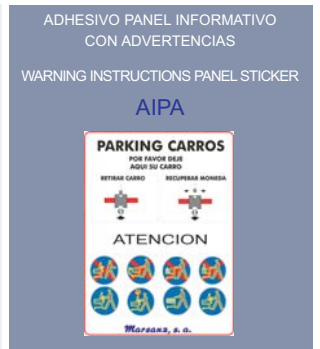 ADHESIVO PANEL INFORMATIVO
CON ADVERTENCIAS
WARNING INSTRUCTIONS PANEL STICKER
AIPA
PARKING CARROS
POR FAVOR DEJE
AQUI SU CARRO
RETIRAR CARRO RECUPERAR MONEDA
ATENCION
Marsanz, s. a.